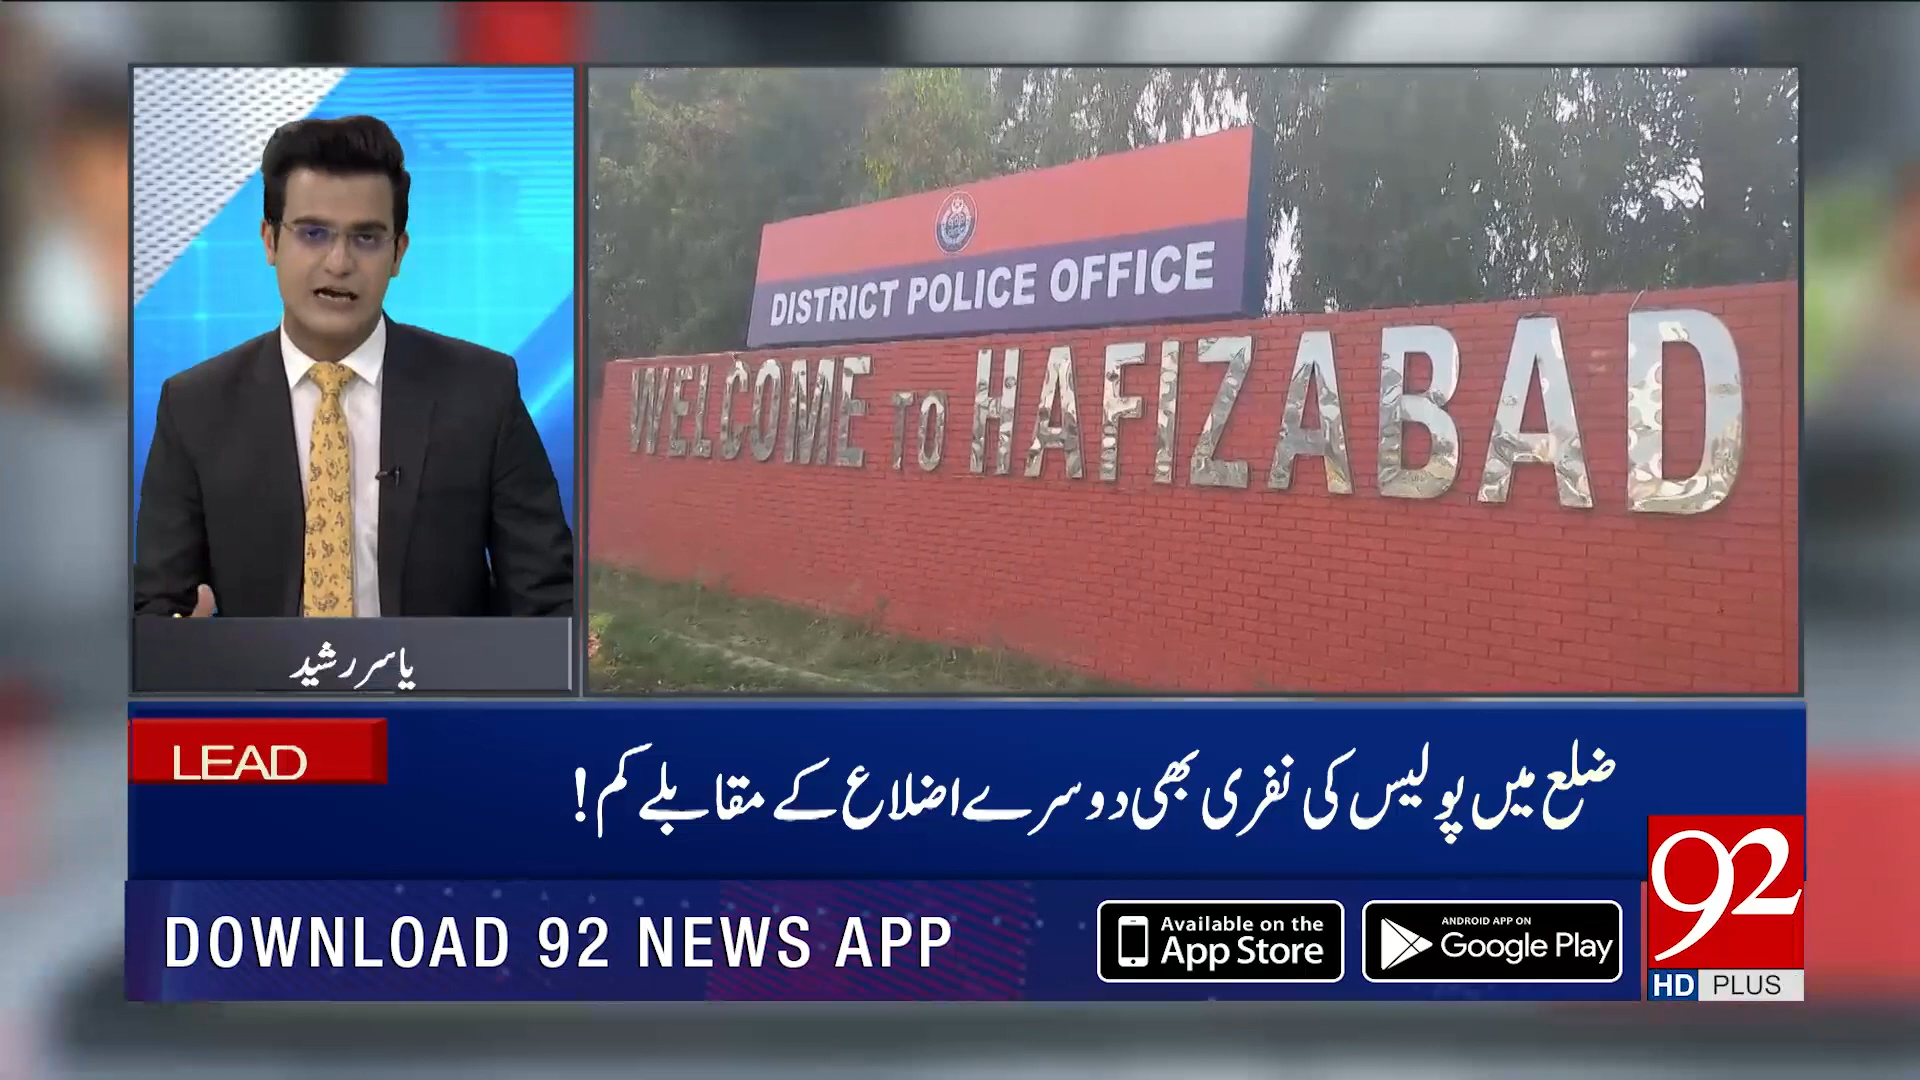 DISTRICT POLICE OFFICE
WELCOME TO HAFIZABAD
یاسر رشید
LEAD
ضلع میں پولیس کی نفری بھی دوسرے اضلاع کے مقابلے کم!
DOWNLOAD 92 NEWS APP
Available on the
App Store
ANDROID APP ON
Google Play
92
HD PLUS